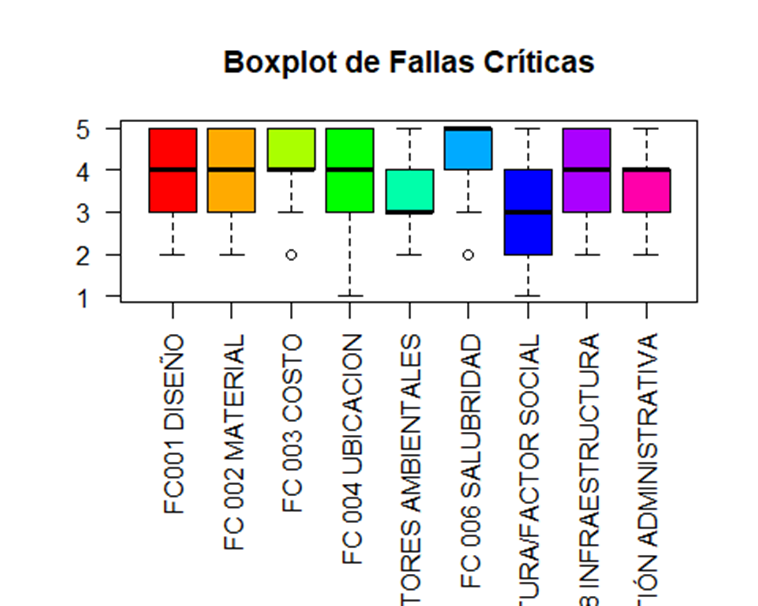 Boxplot de Fallas Críticas
5
4
3
2
1
FC001 DISEÑO
FC 002 MATERIAL
FC 003 COSTO
FC 004 UBICACION
TORES AMBIENTALES
FC 006 SALUBRIDAD
TURA/FACTOR SOCIAL
8 INFRAESTRUCTURA
TIÓN ADMINISTRATIVA